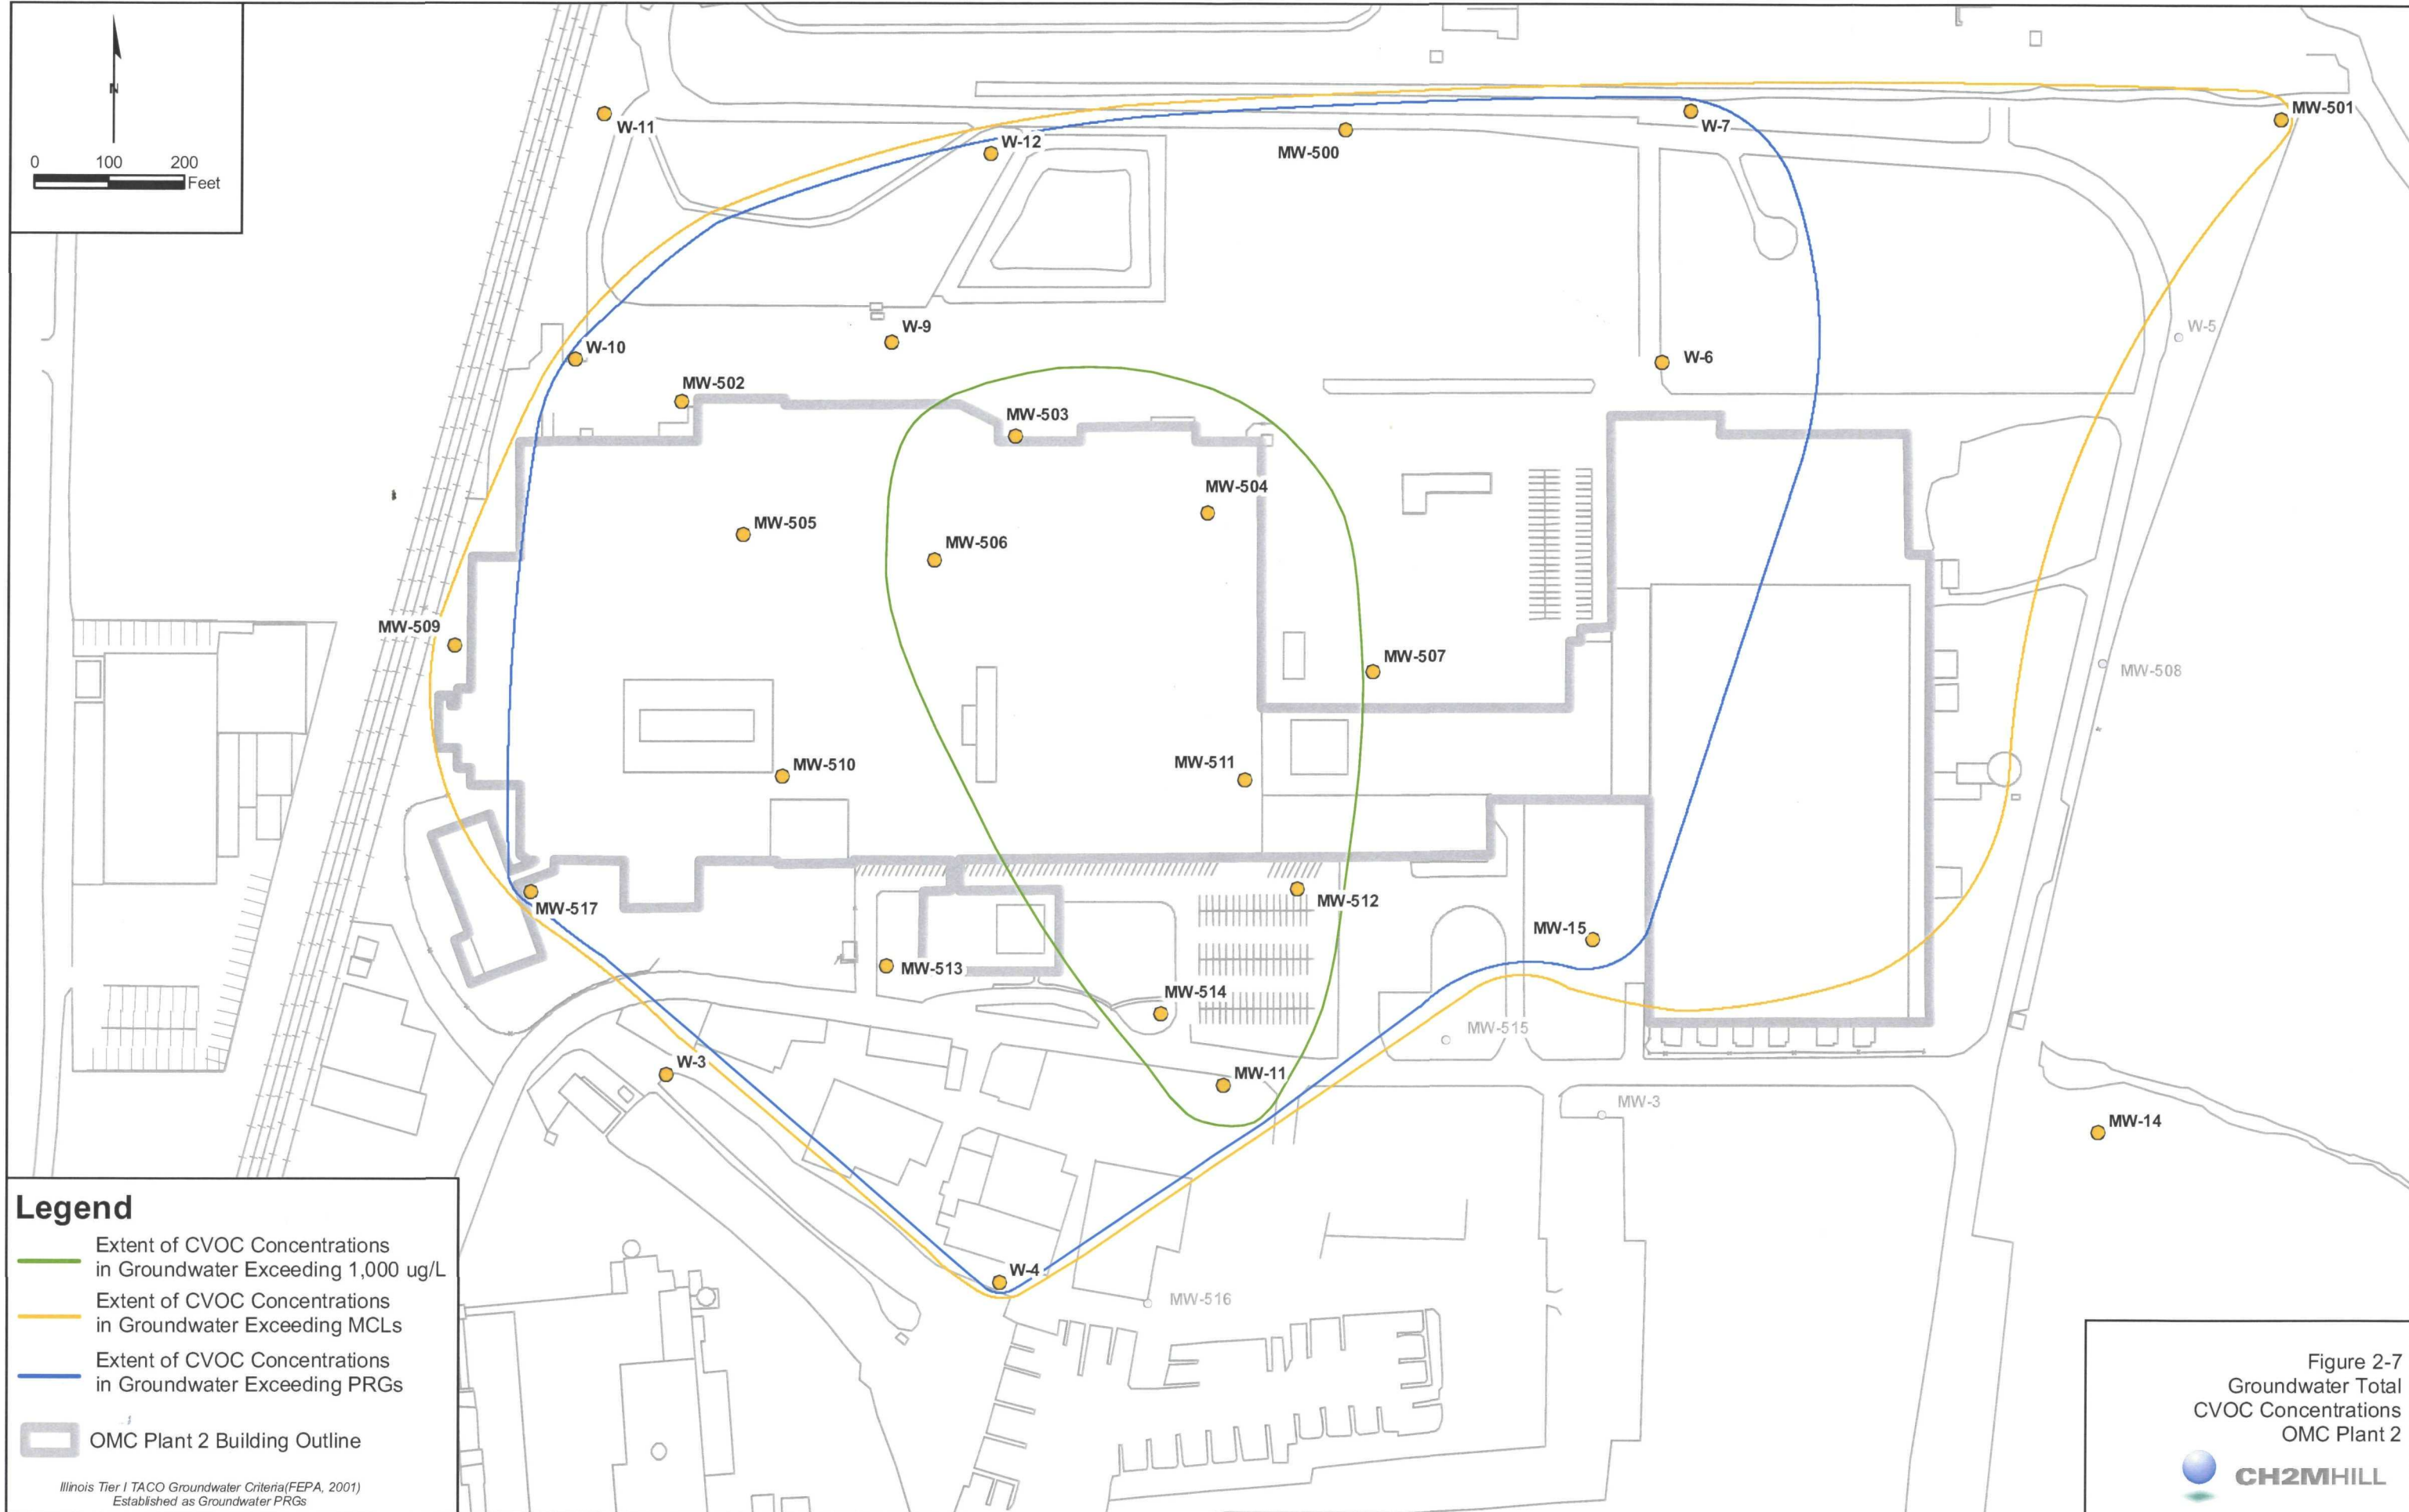 N
0 100 200
Feet
W-11
W-12
MW-500
W-7
MW-501
W-9
W-10
W-5
W-6
MW-502
MW-503
MW-504
MW-505
MW-506
MW-509
MW-507
MW-508
MW-510
MW-511
MW-517
MW-512
MW-15
MW-513
MW-514
MW-515
W-3
MW-11
MW-3
MW-14
W-4
MW-516
Legend
Extent of CVOC Concentrations
in Groundwater Exceeding 1,000 ug/L
Extent of CVOC Concentrations
in Groundwater Exceeding MCLs
Extent of CVOC Concentrations
in Groundwater Exceeding PRGs
OMC Plant 2 Building Outline
Illinois Tier I TACO Groundwater Criteria(FEPA, 2001)
Established as Groundwater PRGs
Figure 2-7
Groundwater Total
CVOC Concentrations
OMC Plant 2
CH2MHILL